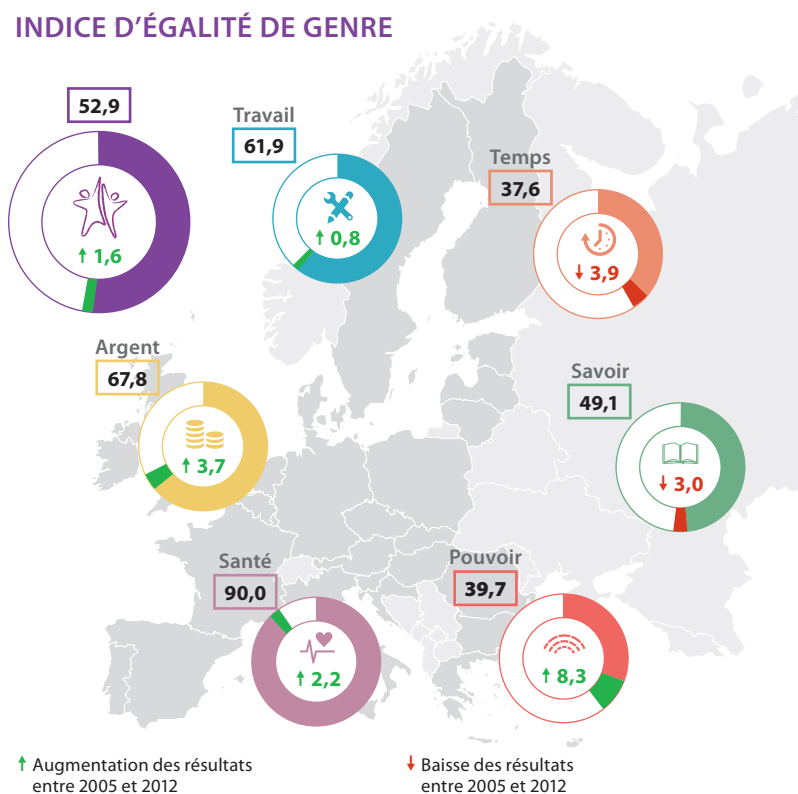 INDICE D’ÉGALITÉ DE GENRE
52,9
↑ 1,6
Travail
61,9
↑ 0,8
Temps
37,6
↓ 3,9
Argent
67,8
↑ 3,7
Savoir
49,1
↓ 3,0
Santé
90,0
↑ 2,2
Pouvoir
39,7
↑ 8,3
↑ Augmentation des résultats
entre 2005 et 2012
↓ Baisse des résultats
entre 2005 et 2012